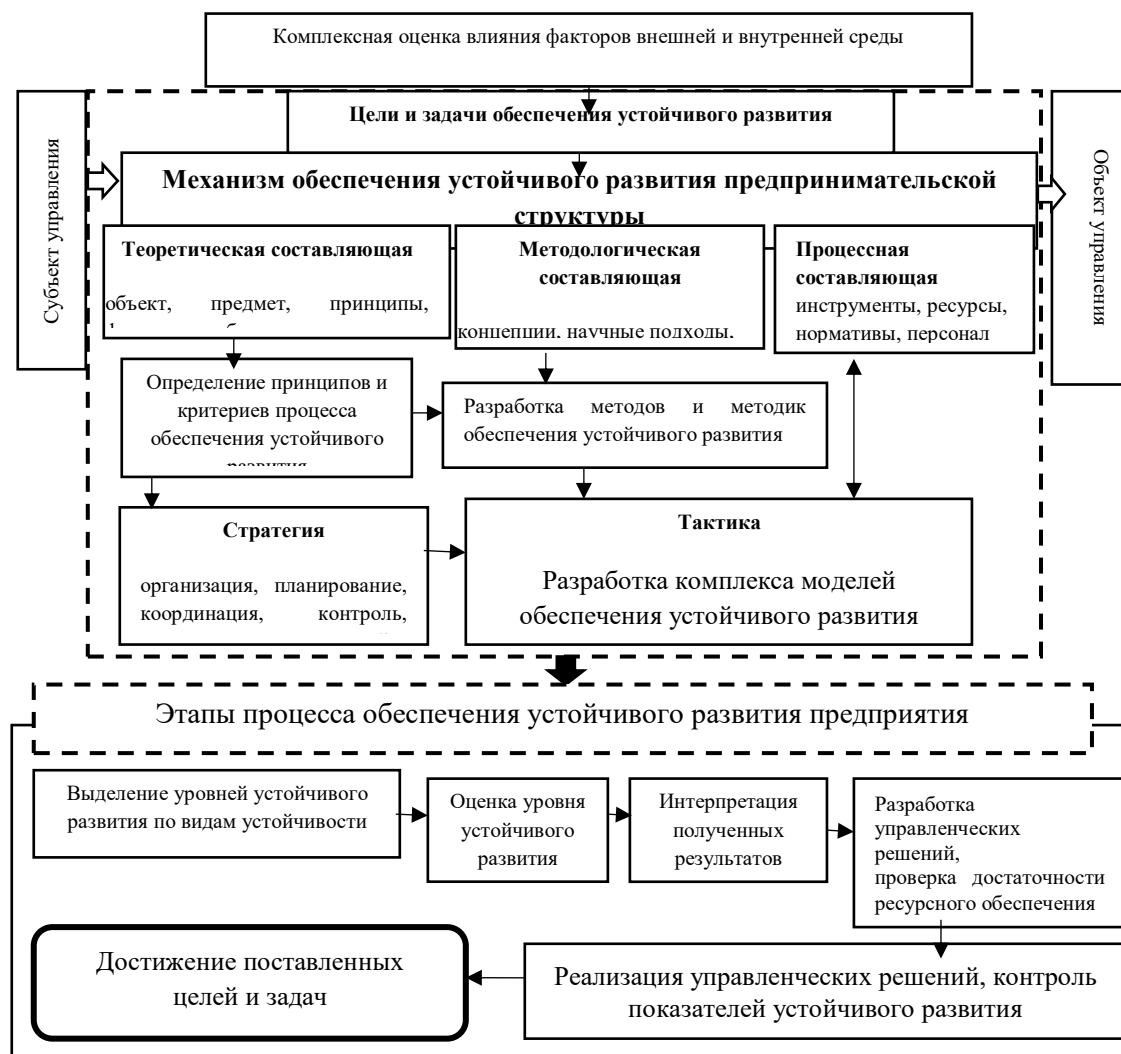 Комплексная оценка влияния факторов внешней и внутренней среды
Цели и задачи обеспечения устойчивого развития
Субъект управления
Механизм обеспечения устойчивого развития предпринимательской
структуры
Объект управления
Теоретическая составляющая
объект, предмет, принципы,
Методологическая
составляющая
концепции, научные подходы,
Процессная
составляющая
инструменты, ресурсы,
нормативы, персонал
Определение принципов и
критериев процесса
обеспечения устойчивого
развития
Разработка методов и методик
обеспечения устойчивого развития
Стратегия
организация, планирование,
координация, контроль,
Тактика
Разработка комплекса моделей
обеспечения устойчивого развития
Этапы процесса обеспечения устойчивого развития предприятия
Выделение уровней устойчивого
развития по видам устойчивости
Оценка уровня
устойчивого
развития
Интерпретация
полученных
результатов
Разработка
управленческих
решений,
проверка достаточности
ресурсного обеспечения
Достижение поставленных
целей и задач
Реализация управленческих решений, контроль
показателей устойчивого развития